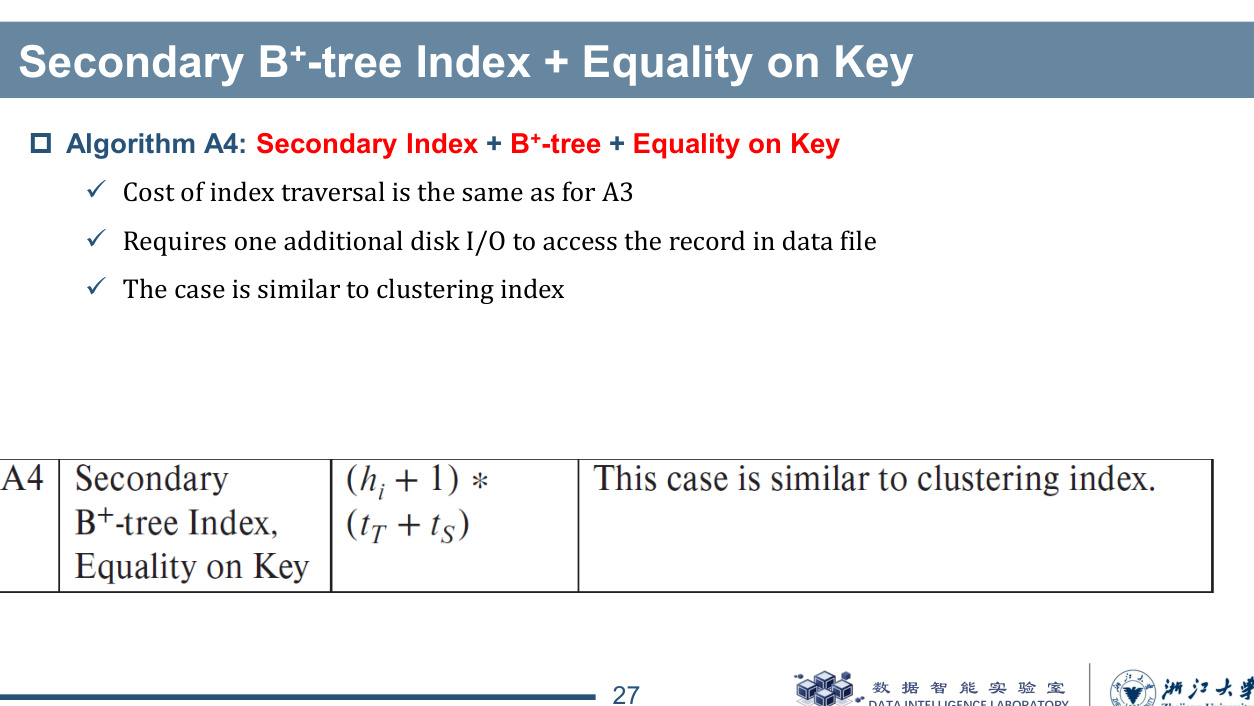 Secondary B⁺-tree Index + Equality on Key
Algorithm A4: Secondary Index + B⁺-tree + Equality on Key
Cost of index traversal is the same as for A3
Requires one additional disk I/O to access the record in data file
The case is similar to clustering index
A4 Secondary (hᵢ + 1) * This case is similar to clustering index.
B⁺-tree Index, (t_T + t_S)
Equality on Key
27
数据智能实验室
DATA INTELLIGENCE LABORATORY
浙江大学
Zhejiang University